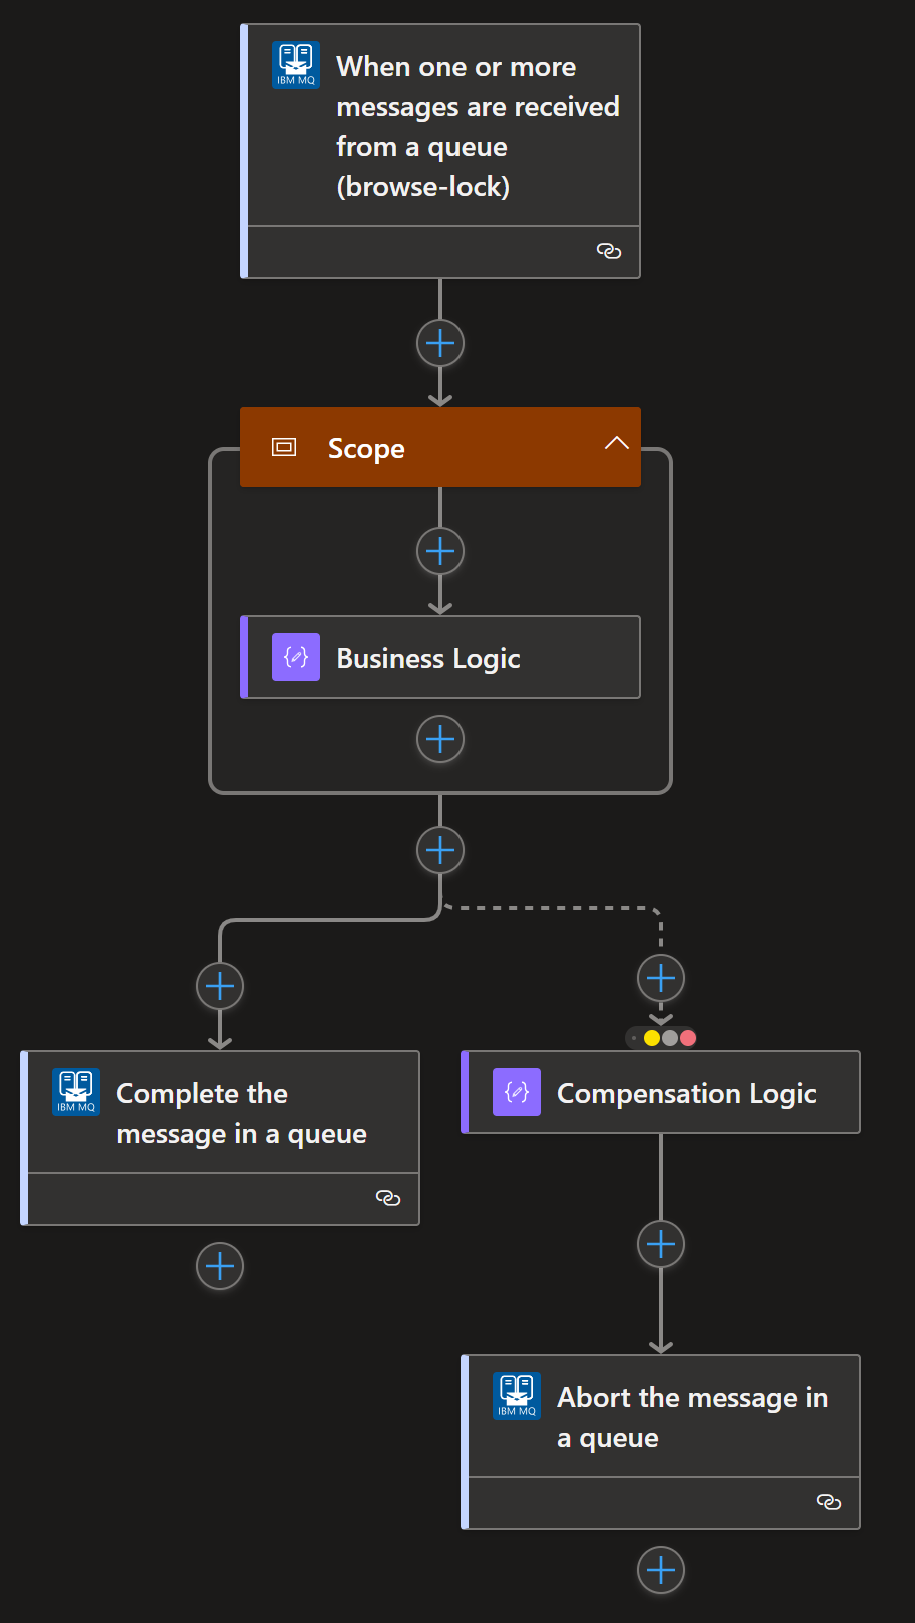 IBM MQ
When one or more
messages are received
from a queue
(browse-lock)
Scope
Business Logic
IBM MQ
Complete the
message in a queue
Compensation Logic
IBM MQ
Abort the message in
a queue